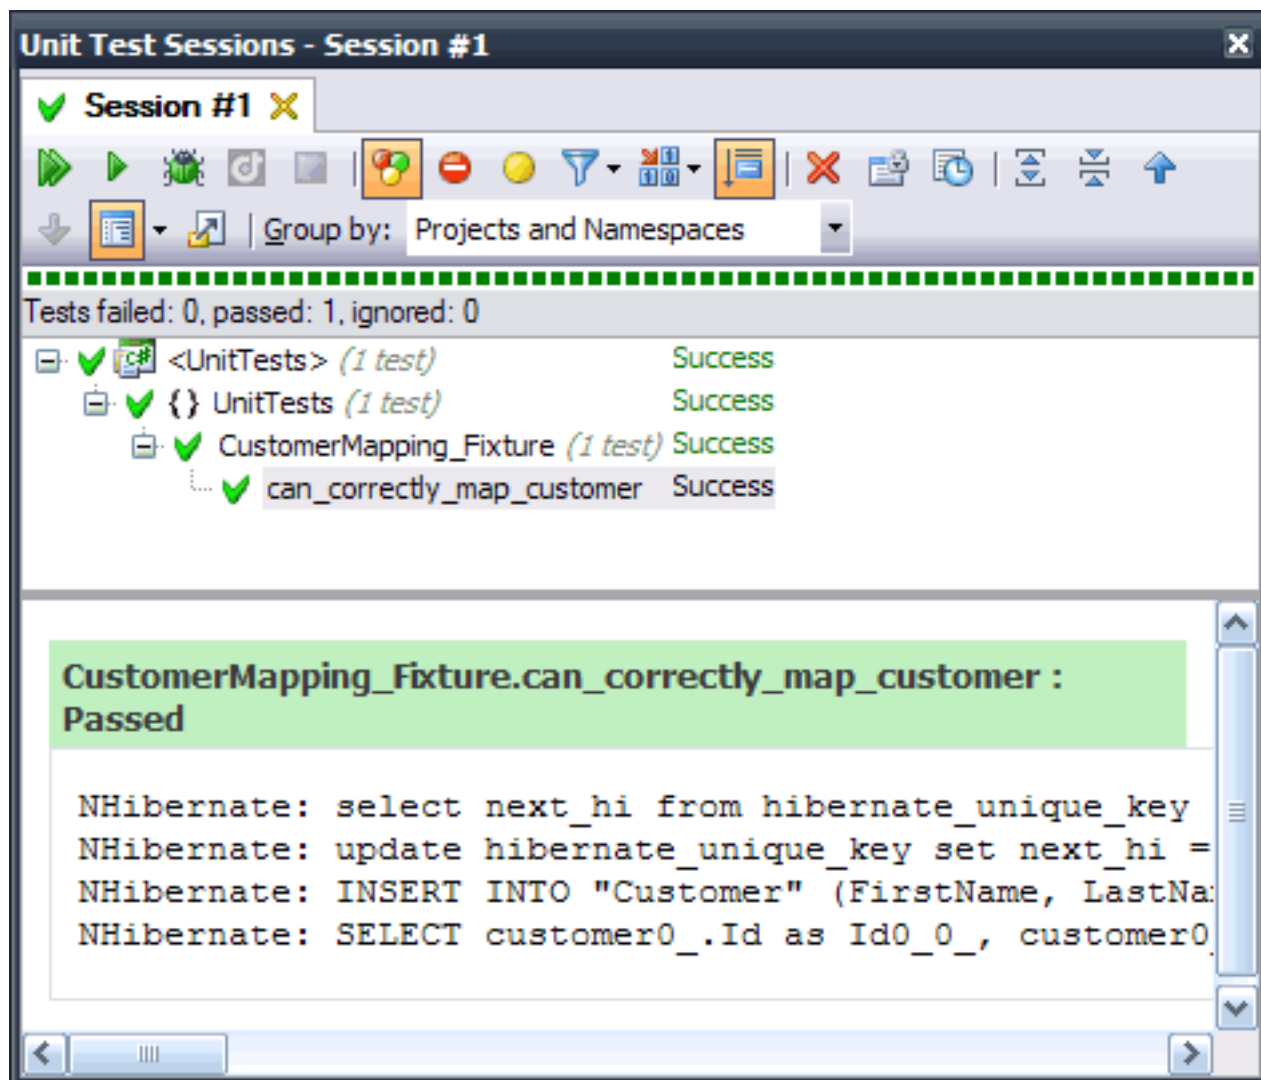 Unit Test Sessions - Session #1
Session #1
Group by: Projects and Namespaces
Tests failed: 0, passed: 1, ignored: 0
<UnitTests> (1 test) Success
{} UnitTests (1 test) Success
CustomerMapping_Fixture (1 test) Success
can_correctly_map_customer Success
CustomerMapping_Fixture.can_correctly_map_customer :
Passed
NHibernate: select next_hi from hibernate_unique_key
NHibernate: update hibernate_unique_key set next_hi =
NHibernate: INSERT INTO "Customer" (FirstName, LastNa
NHibernate: SELECT customer0_.Id as Id0_0_, customer0_